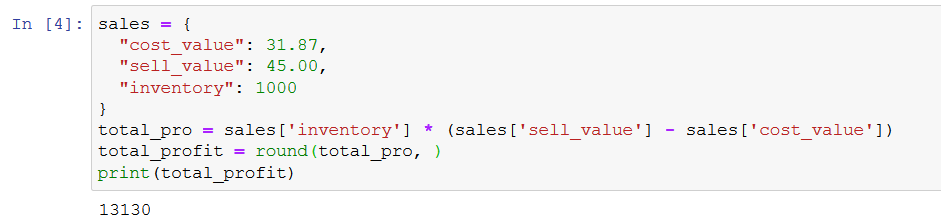 In [4]: sales = {
"cost_value": 31.87,
"sell_value": 45.00,
"inventory": 1000
}
total_pro = sales['inventory'] * (sales['sell_value'] - sales['cost_value'])
total_profit = round(total_pro, )
print(total_profit)
13130